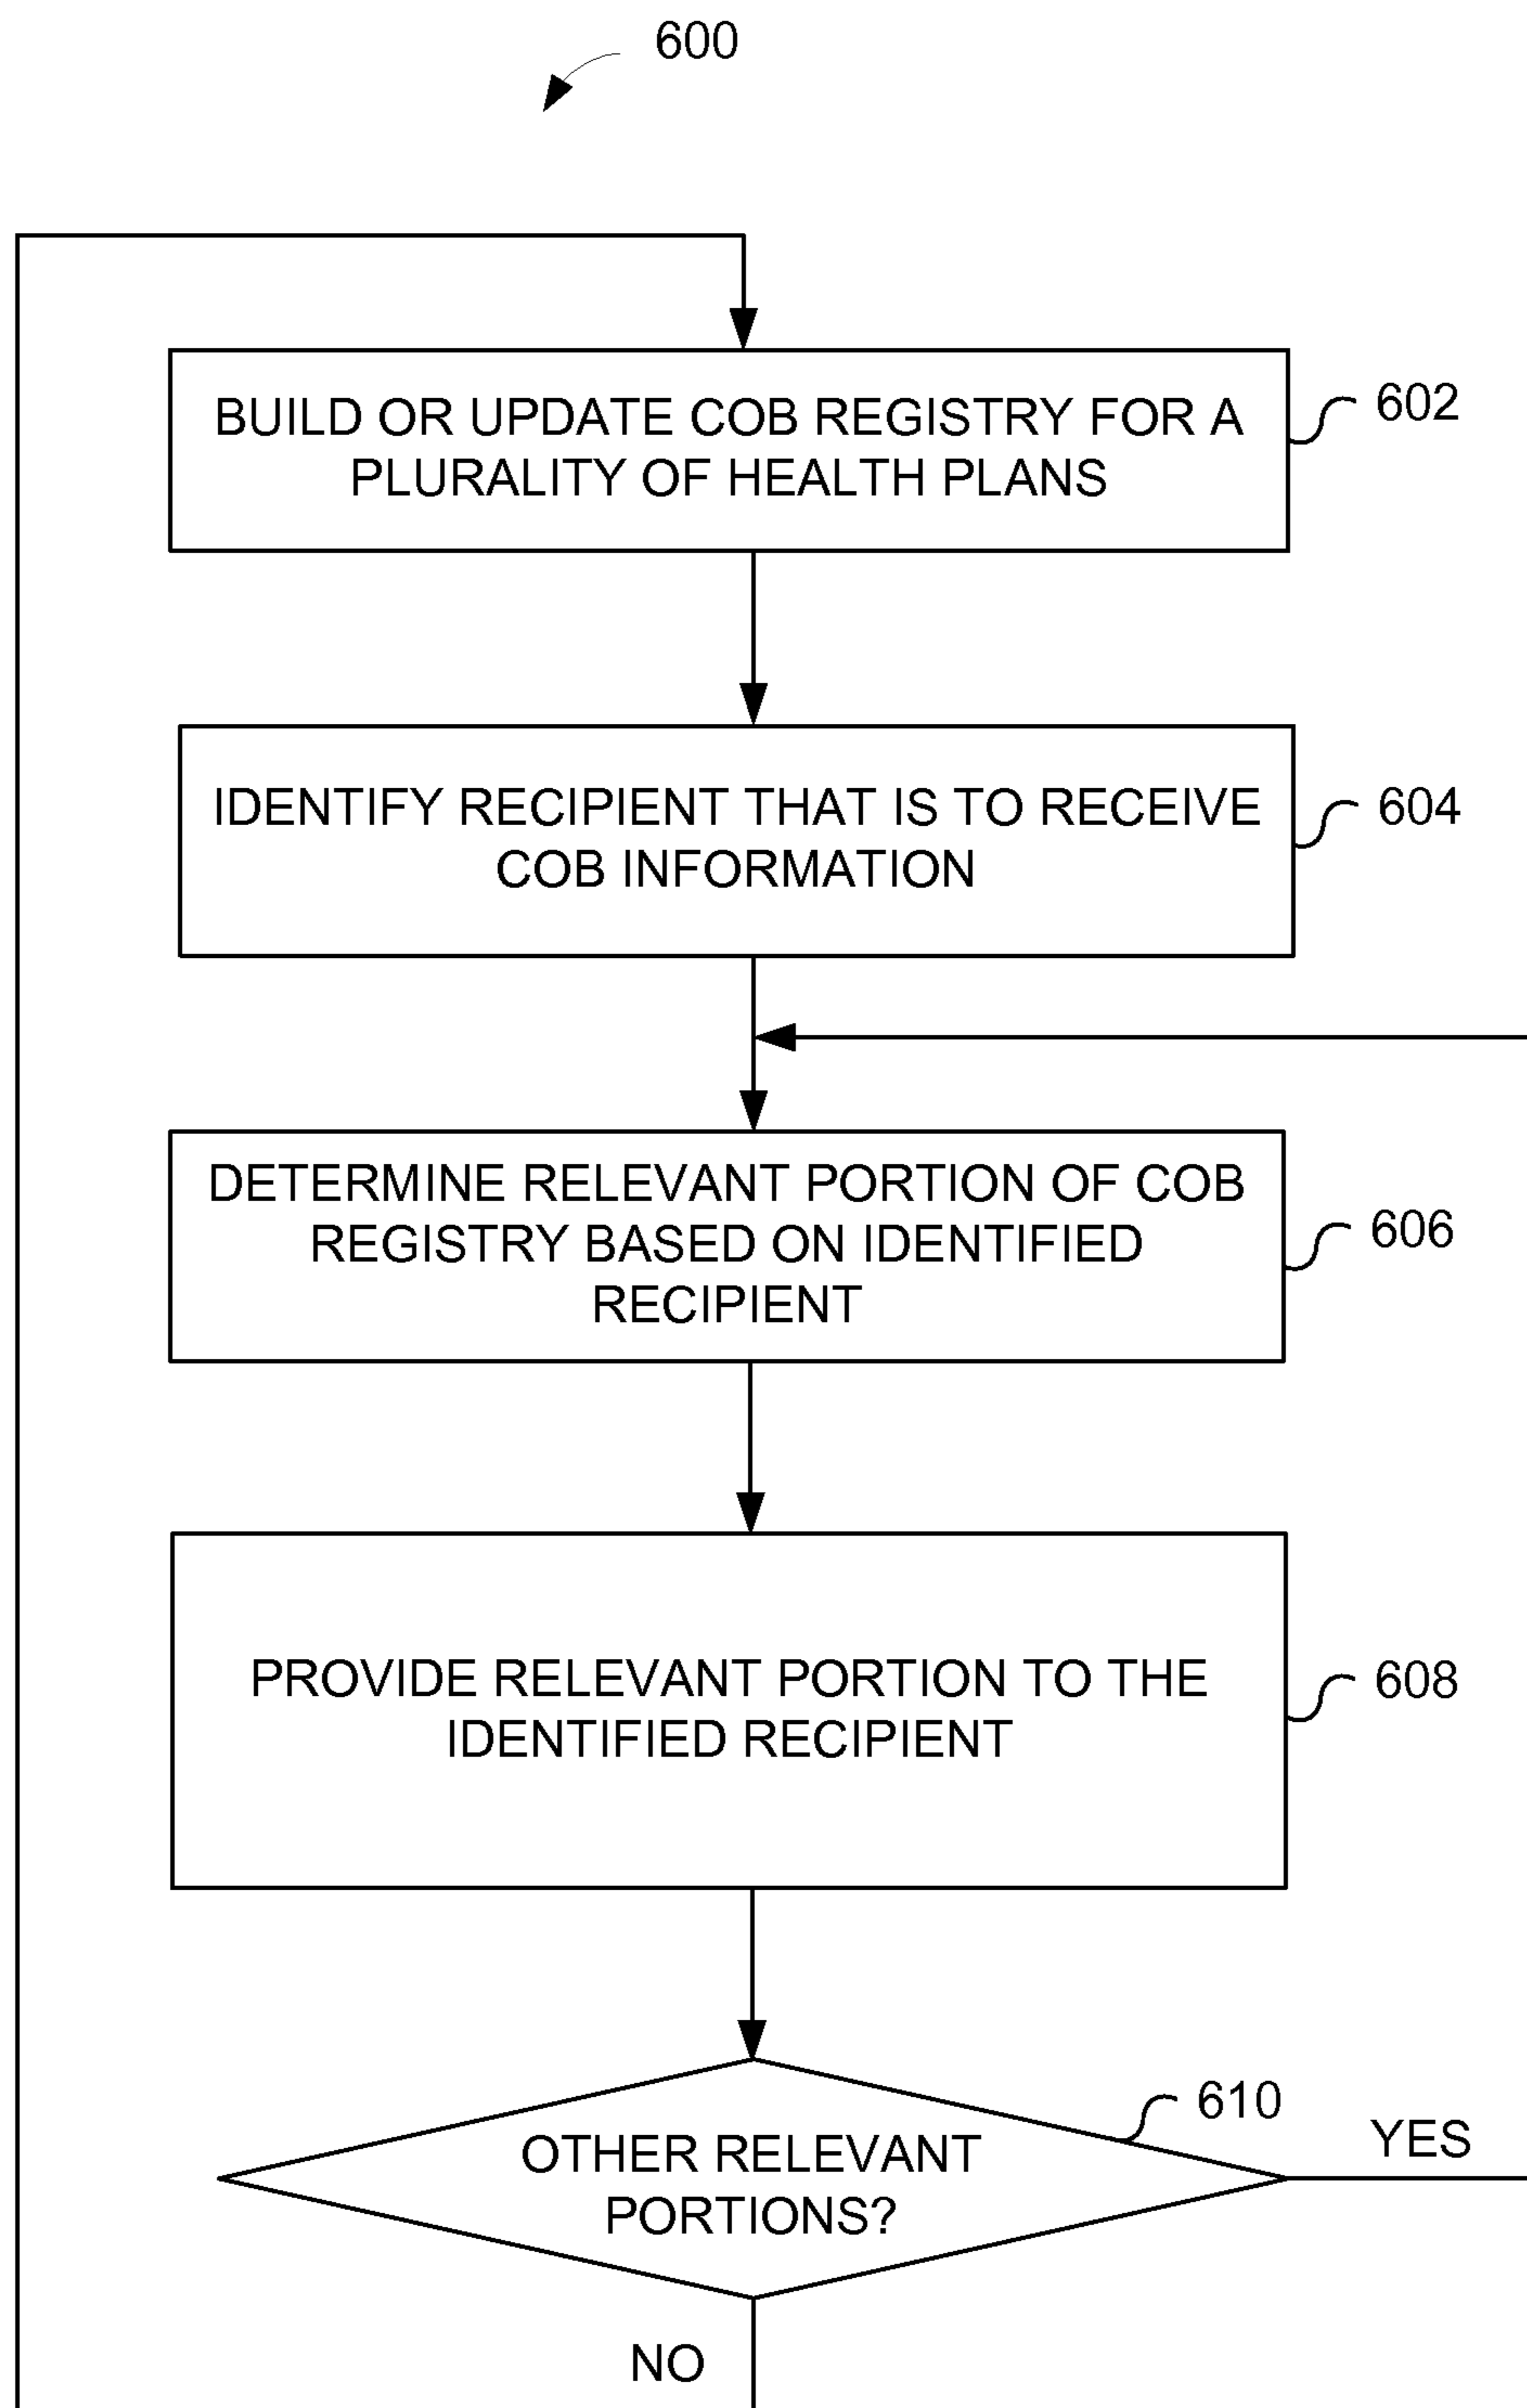 600
BUILD OR UPDATE COB REGISTRY FOR A
PLURALITY OF HEALTH PLANS
602
IDENTIFY RECIPIENT THAT IS TO RECEIVE
COB INFORMATION
604
DETERMINE RELEVANT PORTION OF COB
REGISTRY BASED ON IDENTIFIED
RECIPIENT
606
PROVIDE RELEVANT PORTION TO THE
IDENTIFIED RECIPIENT
608
610
OTHER RELEVANT
PORTIONS?
YES
NO